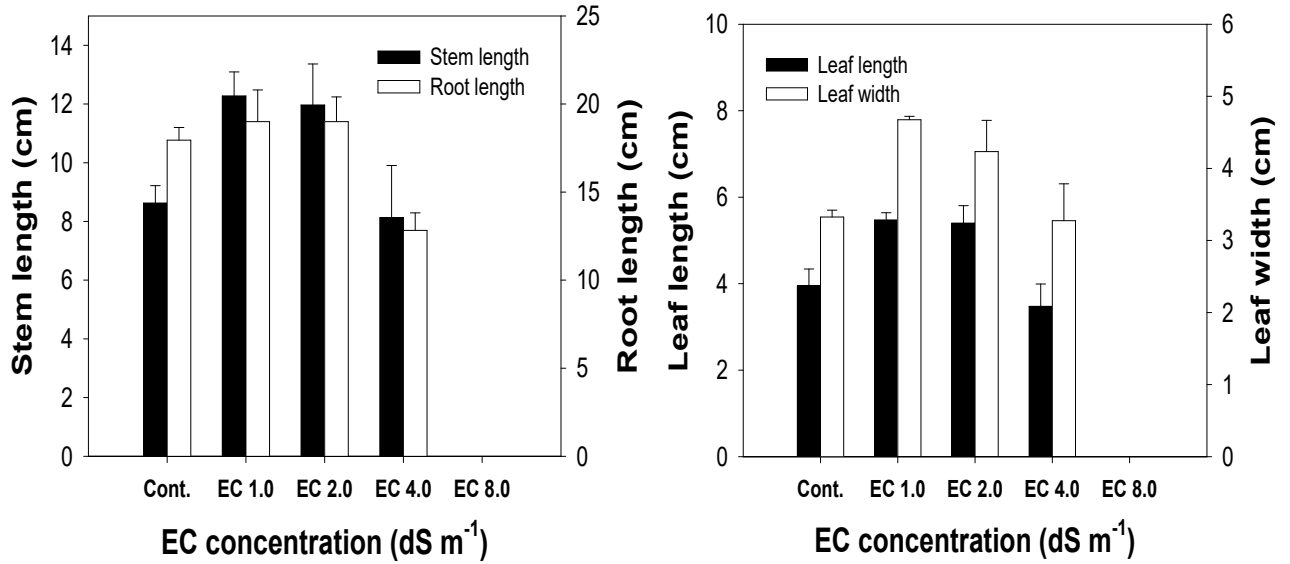 Stem length (cm)
14
12
10
8
6
4
2
0
Stem length
Root length
25
20
15
10
5
0
Root length (cm)
Cont. EC 1.0 EC 2.0 EC 4.0 EC 8.0
EC concentration (dS m⁻¹)
Leaf length (cm)
10
8
6
4
2
0
Leaf length
Leaf width
6
5
4
3
2
1
0
Leaf width (cm)
Cont. EC 1.0 EC 2.0 EC 4.0 EC 8.0
EC concentration (dS m⁻¹)